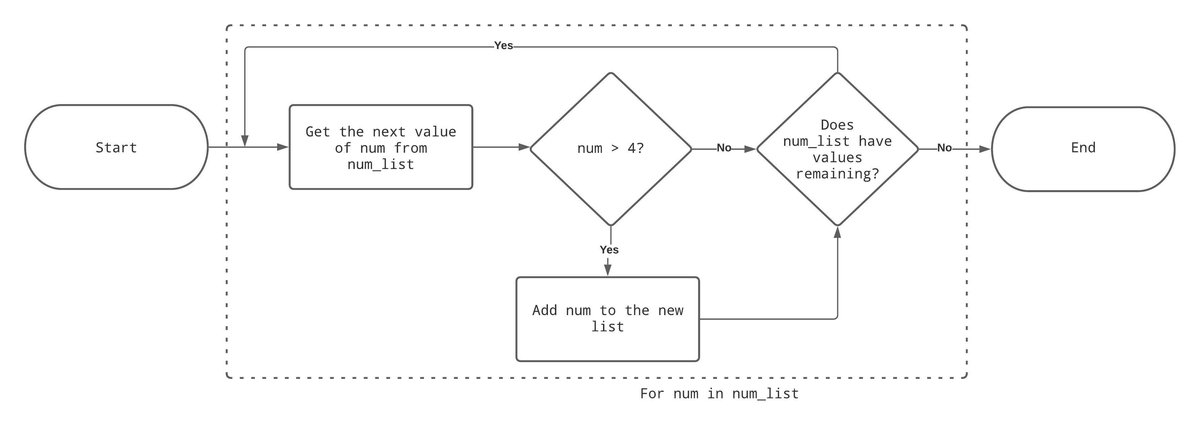 Yes
Start
Get the next value
of num from
num_list
num > 4?
No
Does
num_list have
values
remaining?
No
End
Yes
Add num to the new
list
For num in num_list